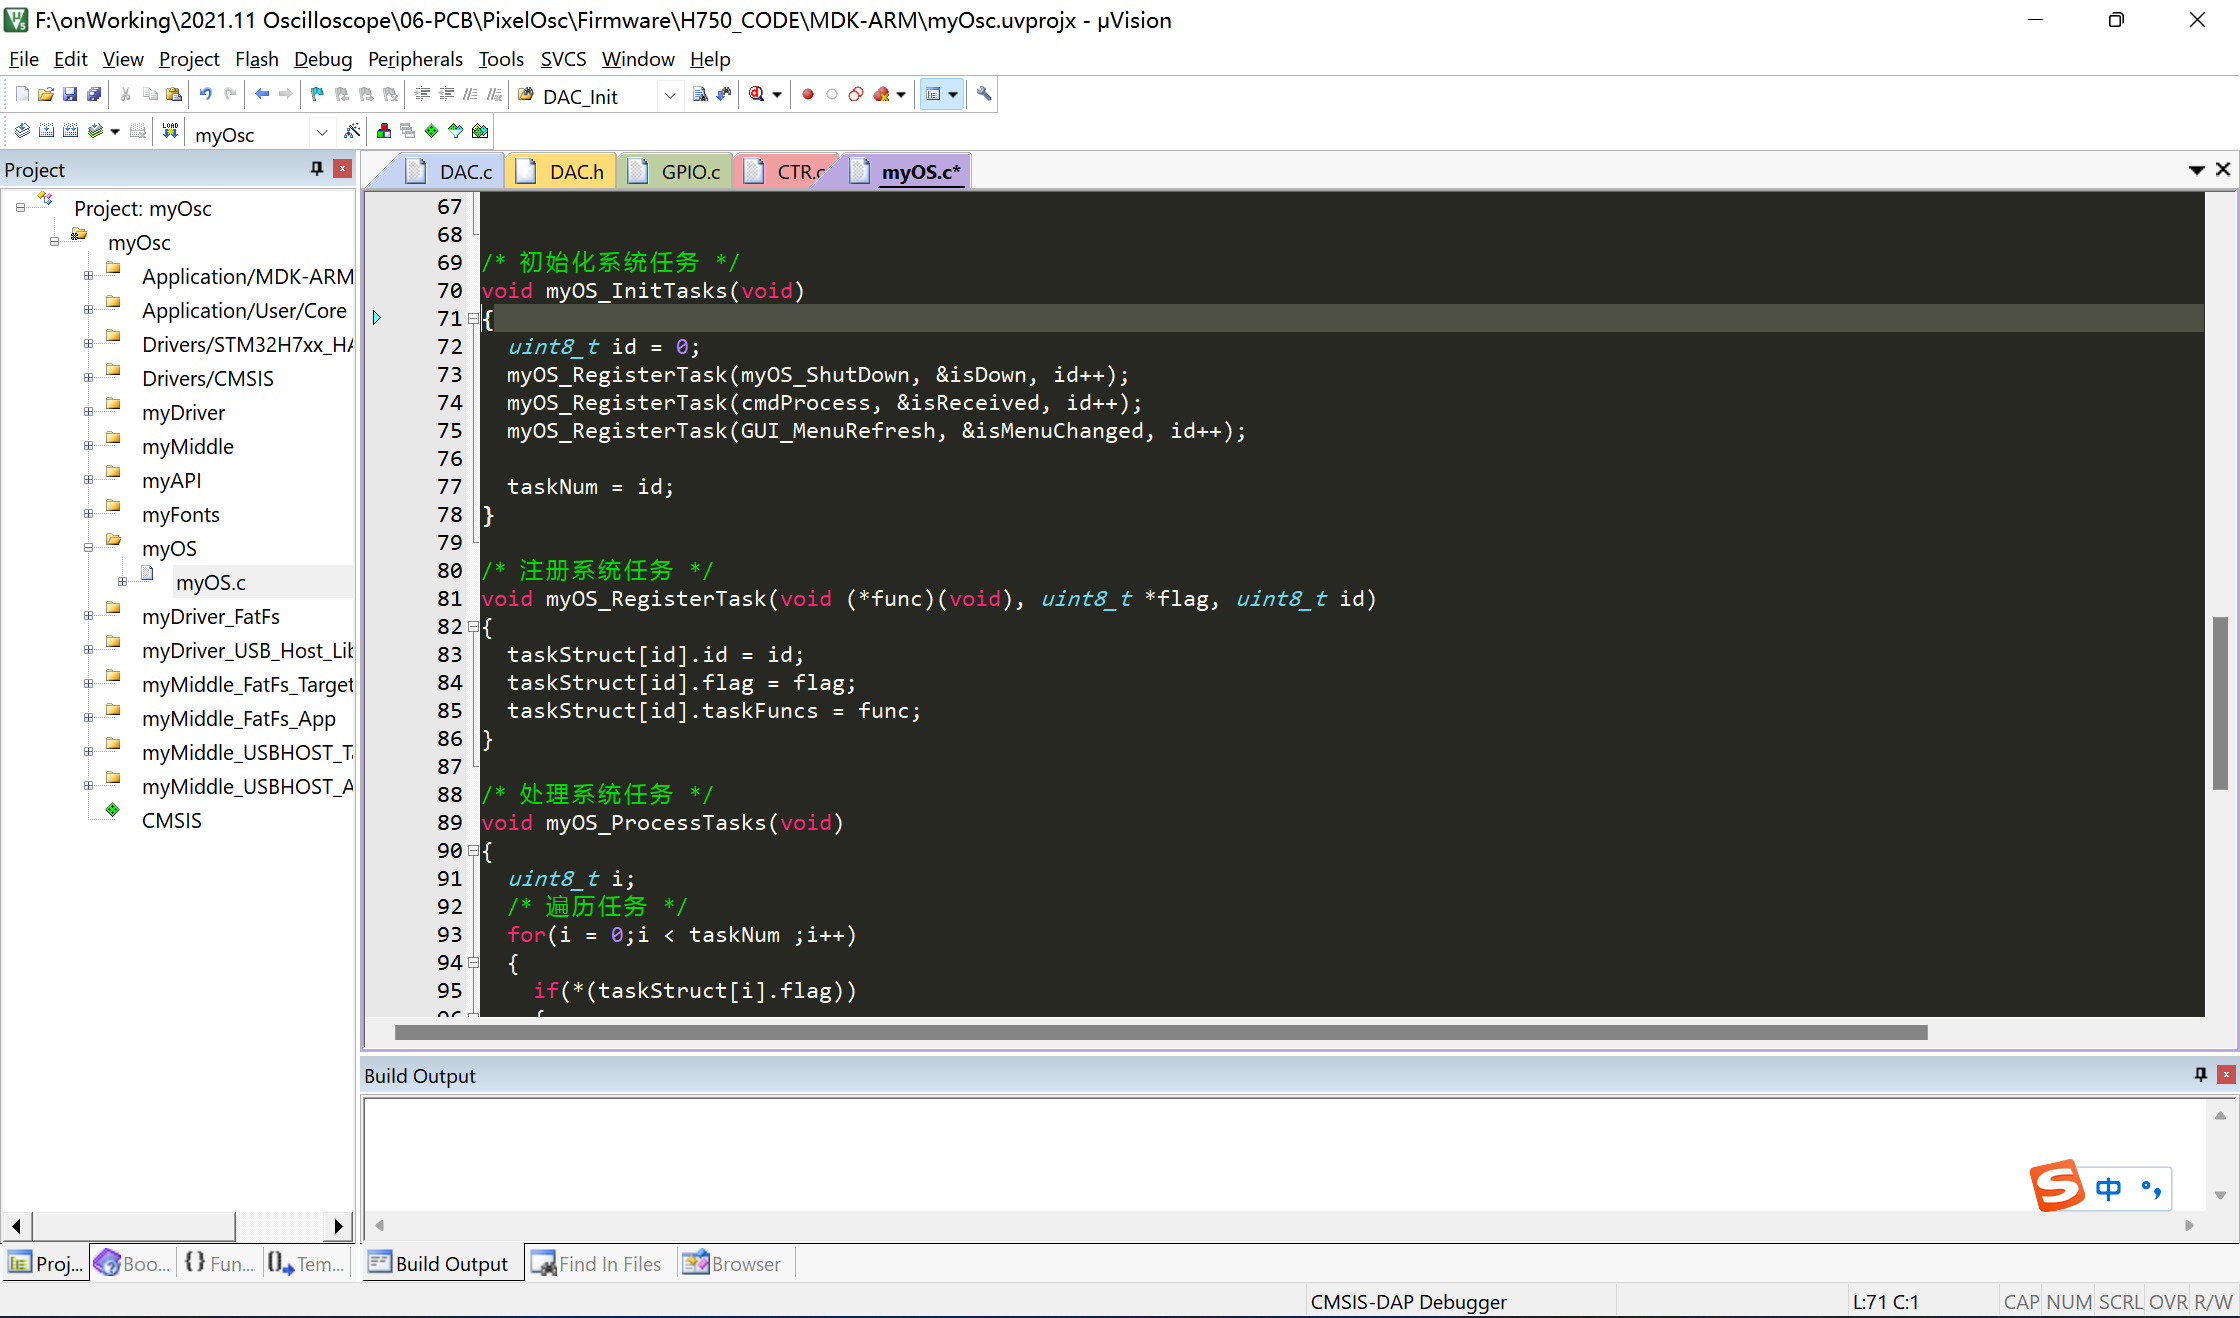 F:\onWorking\2021.11 Oscilloscope\06-PCB\PixelOsc\Firmware\H750_CODE\MDK-ARM\myOsc.uvprojx - µVision
File Edit View Project Flash Debug Peripherals Tools SVCS Window Help
DAC_Init
LOAD myOsc
Project
DAC.c DAC.h GPIO.c CTR.c myOS.c*
Project: myOsc
myOsc
Application/MDK-ARM
Application/User/Core
Drivers/STM32H7xx_HA
Drivers/CMSIS
myDriver
myMiddle
myAPI
myFonts
myOS
myOS.c
myDriver_FatFs
myDriver_USB_Host_Lib
myMiddle_FatFs_Target
myMiddle_FatFs_App
myMiddle_USBHOST_Ta
myMiddle_USBHOST_A
CMSIS
67
68
69 /* 初始化系统任务 */
70 void myOS_InitTasks(void)
71 {
72 uint8_t id = 0;
73 myOS_RegisterTask(myOS_ShutDown, &isDown, id++);
74 myOS_RegisterTask(cmdProcess, &isReceived, id++);
75 myOS_RegisterTask(GUI_MenuRefresh, &isMenuChanged, id++);
76
77 taskNum = id;
78 }
79
80 /* 注册系统任务 */
81 void myOS_RegisterTask(void (*func)(void), uint8_t *flag, uint8_t id)
82 {
83 taskStruct[id].id = id;
84 taskStruct[id].flag = flag;
85 taskStruct[id].taskFuncs = func;
86 }
87
88 /* 处理系统任务 */
89 void myOS_ProcessTasks(void)
90 {
91 uint8_t i;
92 /* 遍历任务 */
93 for(i = 0;i < taskNum ;i++)
94 {
95 if(*(taskStruct[i].flag))
96 {
Build Output
中 °,
Proj... Boo... {} Fun... Tem...
Build Output Find In Files Browser
CMSIS-DAP Debugger L:71 C:1 CAP NUM SCRL OVR R/W